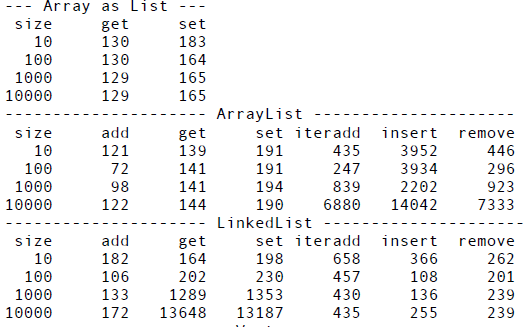 --- Array as List ---
size get set
10 130 183
100 130 164
1000 129 165
10000 129 165
--------------------- ArrayList ---------------------
size add get set iteradd insert remove
10 121 139 191 435 3952 446
100 72 141 191 247 3934 296
1000 98 141 194 839 2202 923
10000 122 144 190 6880 14042 7333
--------------------- LinkedList ---------------------
size add get set iteradd insert remove
10 182 164 198 658 366 262
100 106 202 230 457 108 201
1000 133 1289 1353 430 136 239
10000 172 13648 13187 435 255 239